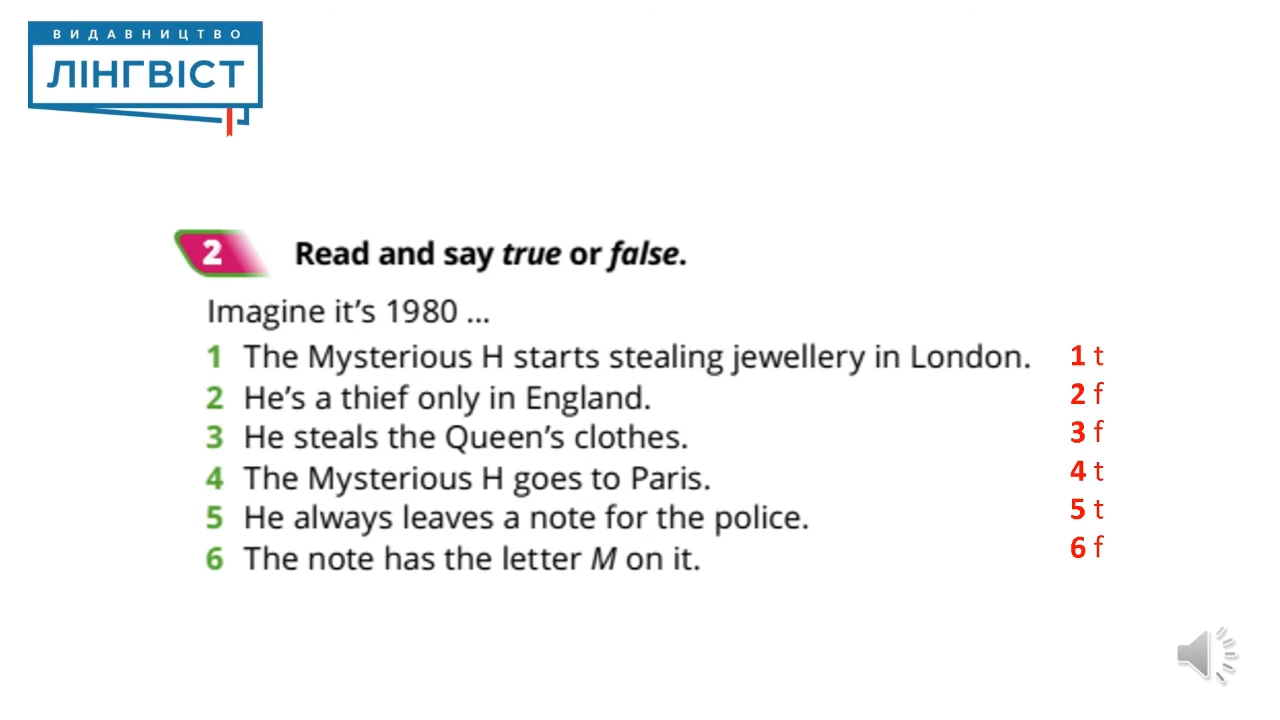 ВИДАВНИЦТВО
ЛІНГВІСТ
2 Read and say true or false.
Imagine it's 1980 ...
1 The Mysterious H starts stealing jewellery in London. 1 t
2 He's a thief only in England. 2 f
3 He steals the Queen's clothes. 3 f
4 The Mysterious H goes to Paris. 4 t
5 He always leaves a note for the police. 5 t
6 The note has the letter M on it. 6 f